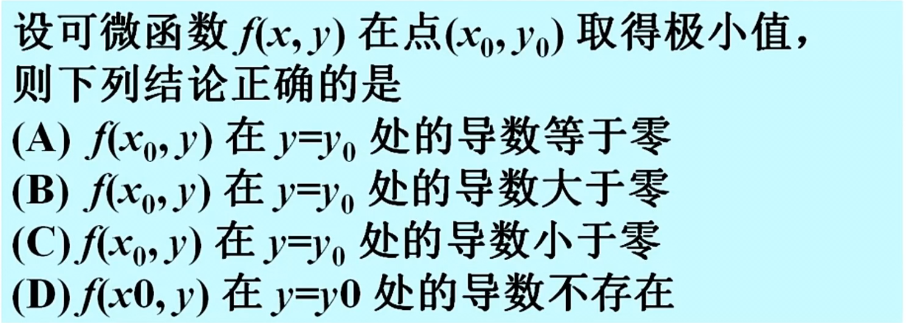 设可微函数 f(x, y) 在点(x₀, y₀) 取得极小值，
则下列结论正确的是
(A) f(x₀, y) 在 y=y₀ 处的导数等于零
(B) f(x₀, y) 在 y=y₀ 处的导数大于零
(C) f(x₀, y) 在 y=y₀ 处的导数小于零
(D) f(x0, y) 在 y=y0 处的导数不存在